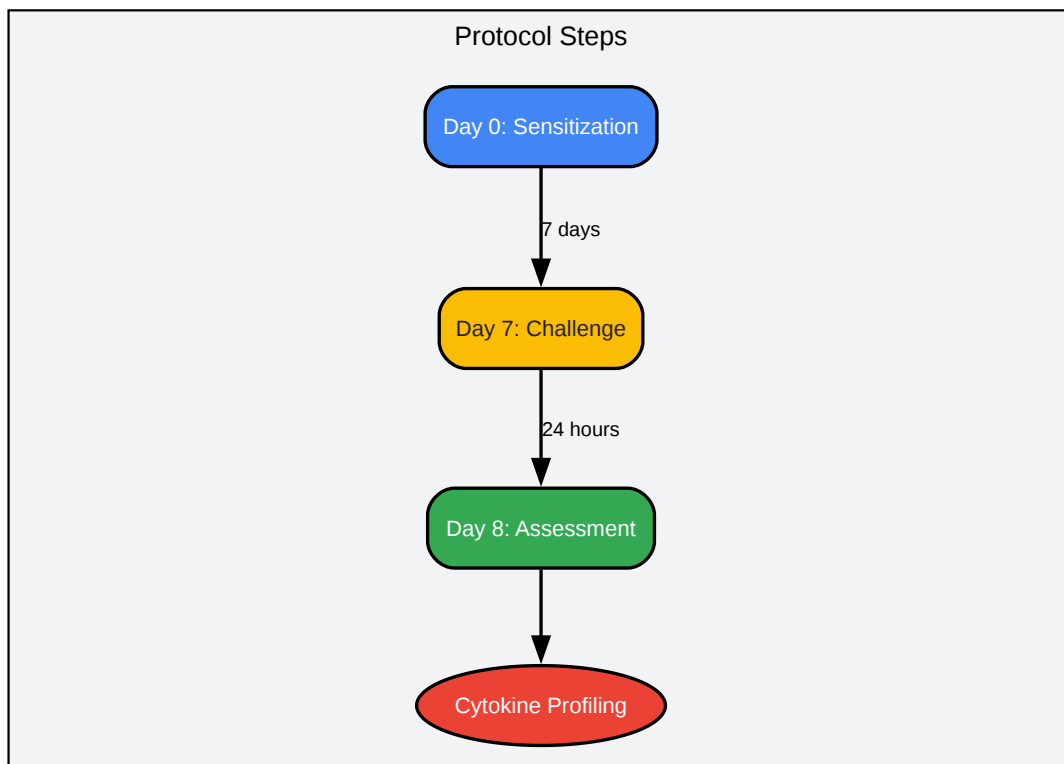 Protocol Steps
Day 0: Sensitization
7 days
Day 7: Challenge
24 hours
Day 8: Assessment
Cytokine Profiling